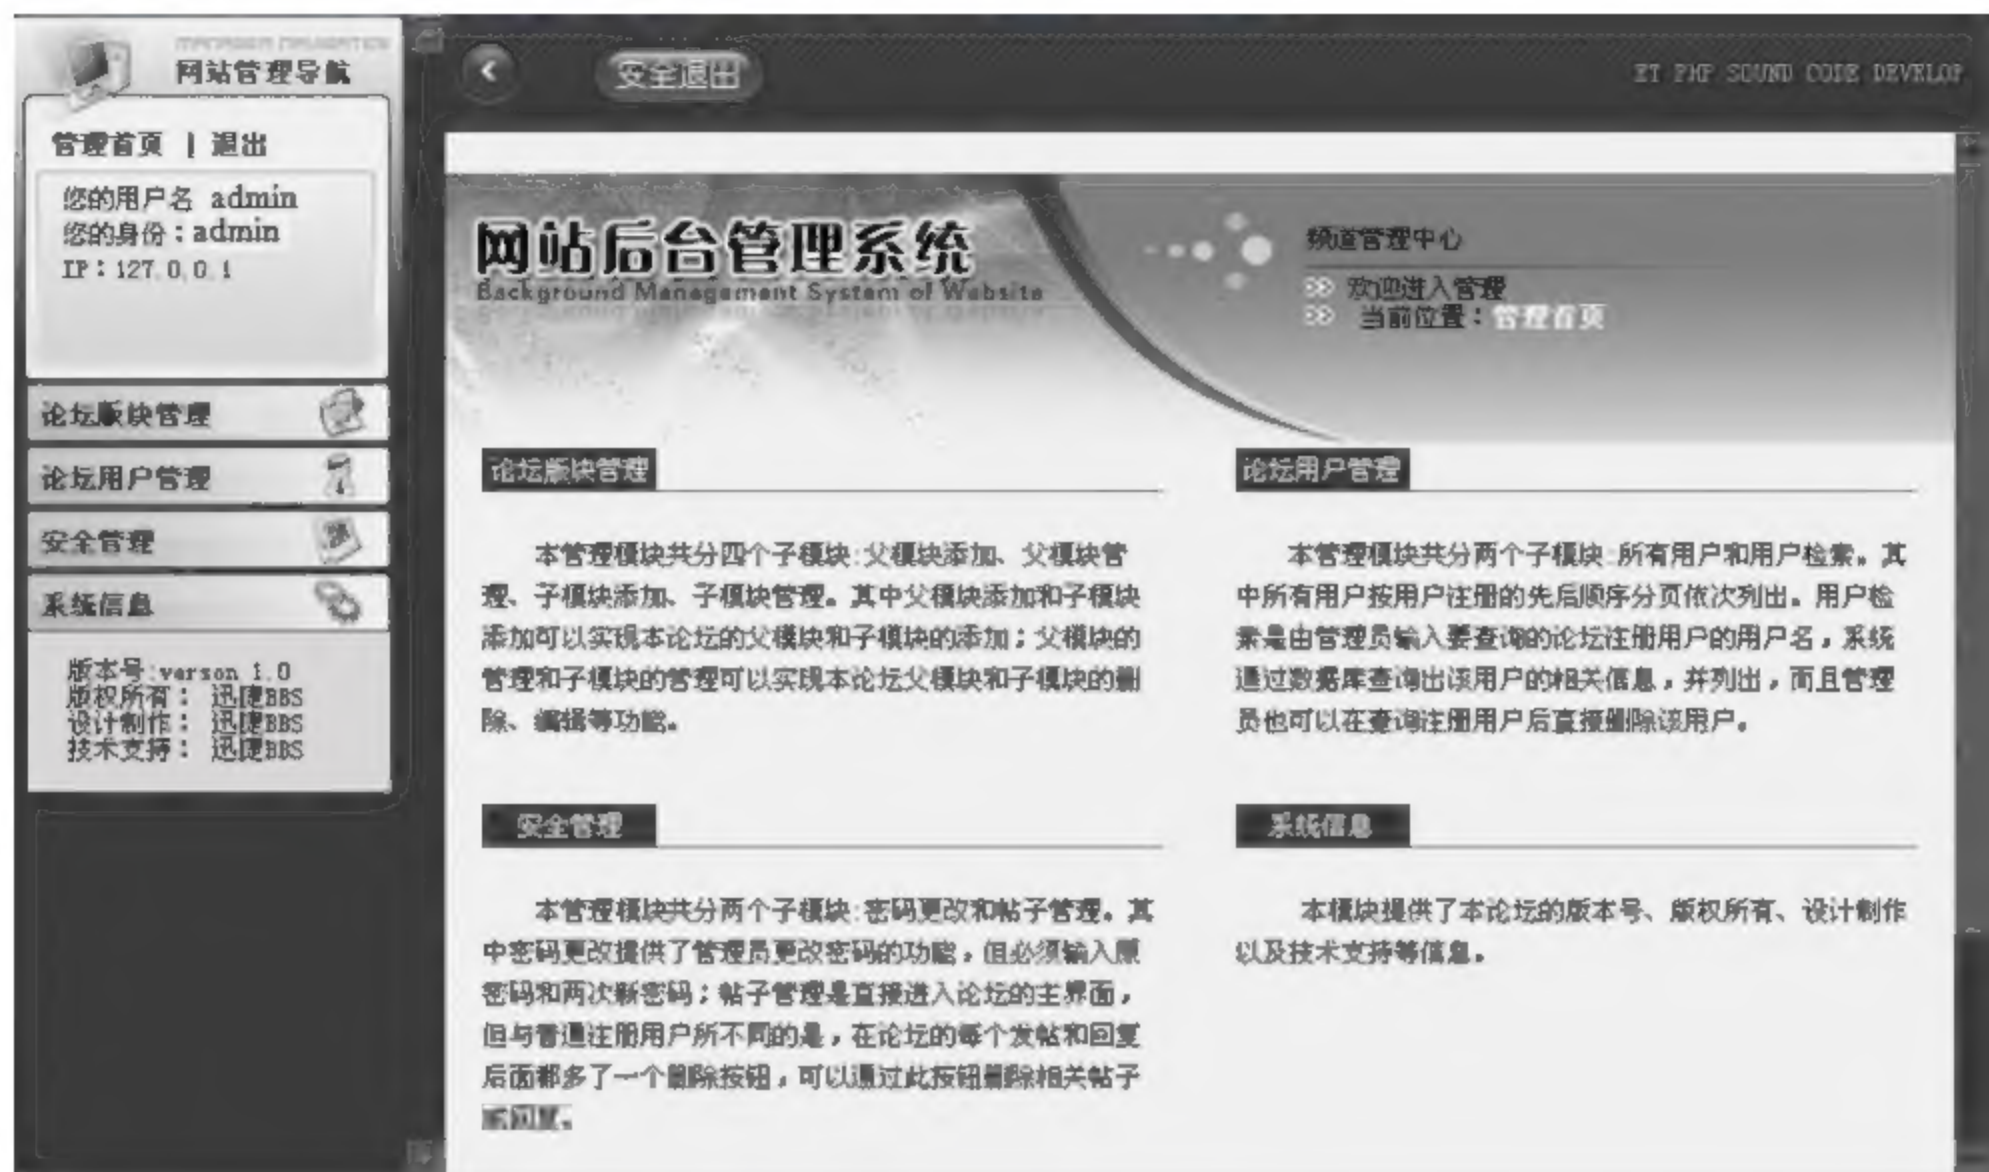 MANAGER NAVIGATION
网站管理导航
管理首页 | 退出
您的用户名 admin
您的身份：admin
IP：127.0.0.1
论坛版块管理
论坛用户管理
安全管理
系统信息
版本号:verson 1.0
版权所有： 迅捷BBS
设计制作： 迅捷BBS
技术支持： 迅捷BBS
安全退出
ET PHP SOUND CODE DEVELOP
网站后台管理系统
Background Management System of Website
频道管理中心
欢迎进入管理
当前位置：管理首页
论坛版块管理
本管理模块共分四个子模块:父模块添加、父模块管
理、子模块添加、子模块管理。其中父模块添加和子模块
添加可以实现本论坛的父模块和子模块的添加；父模块的
管理和子模块的管理可以实现本论坛父模块和子模块的删
除、编辑等功能。
论坛用户管理
本管理模块共分两个子模块:所有用户和用户检索。其
中所有用户按用户注册的先后顺序分页依次列出。用户检
索是由管理员输入要查询的论坛注册用户的用户名，系统
通过数据库查询出该用户的相关信息，并列出，而且管理
员也可以在查询注册用户后直接删除该用户。
安全管理
本管理模块共分两个子模块:密码更改和帖子管理。其
中密码更改提供了管理员更改密码的功能，但必须输入原
密码和两次新密码；帖子管理是直接进入论坛的主界面，
但与普通注册用户所不同的是，在论坛的每个发帖和回复
后面都多了一个删除按钮，可以通过此按钮删除相关帖子
系统信息
本模块提供了本论坛的版本号、版权所有、设计制作
以及技术支持等信息。